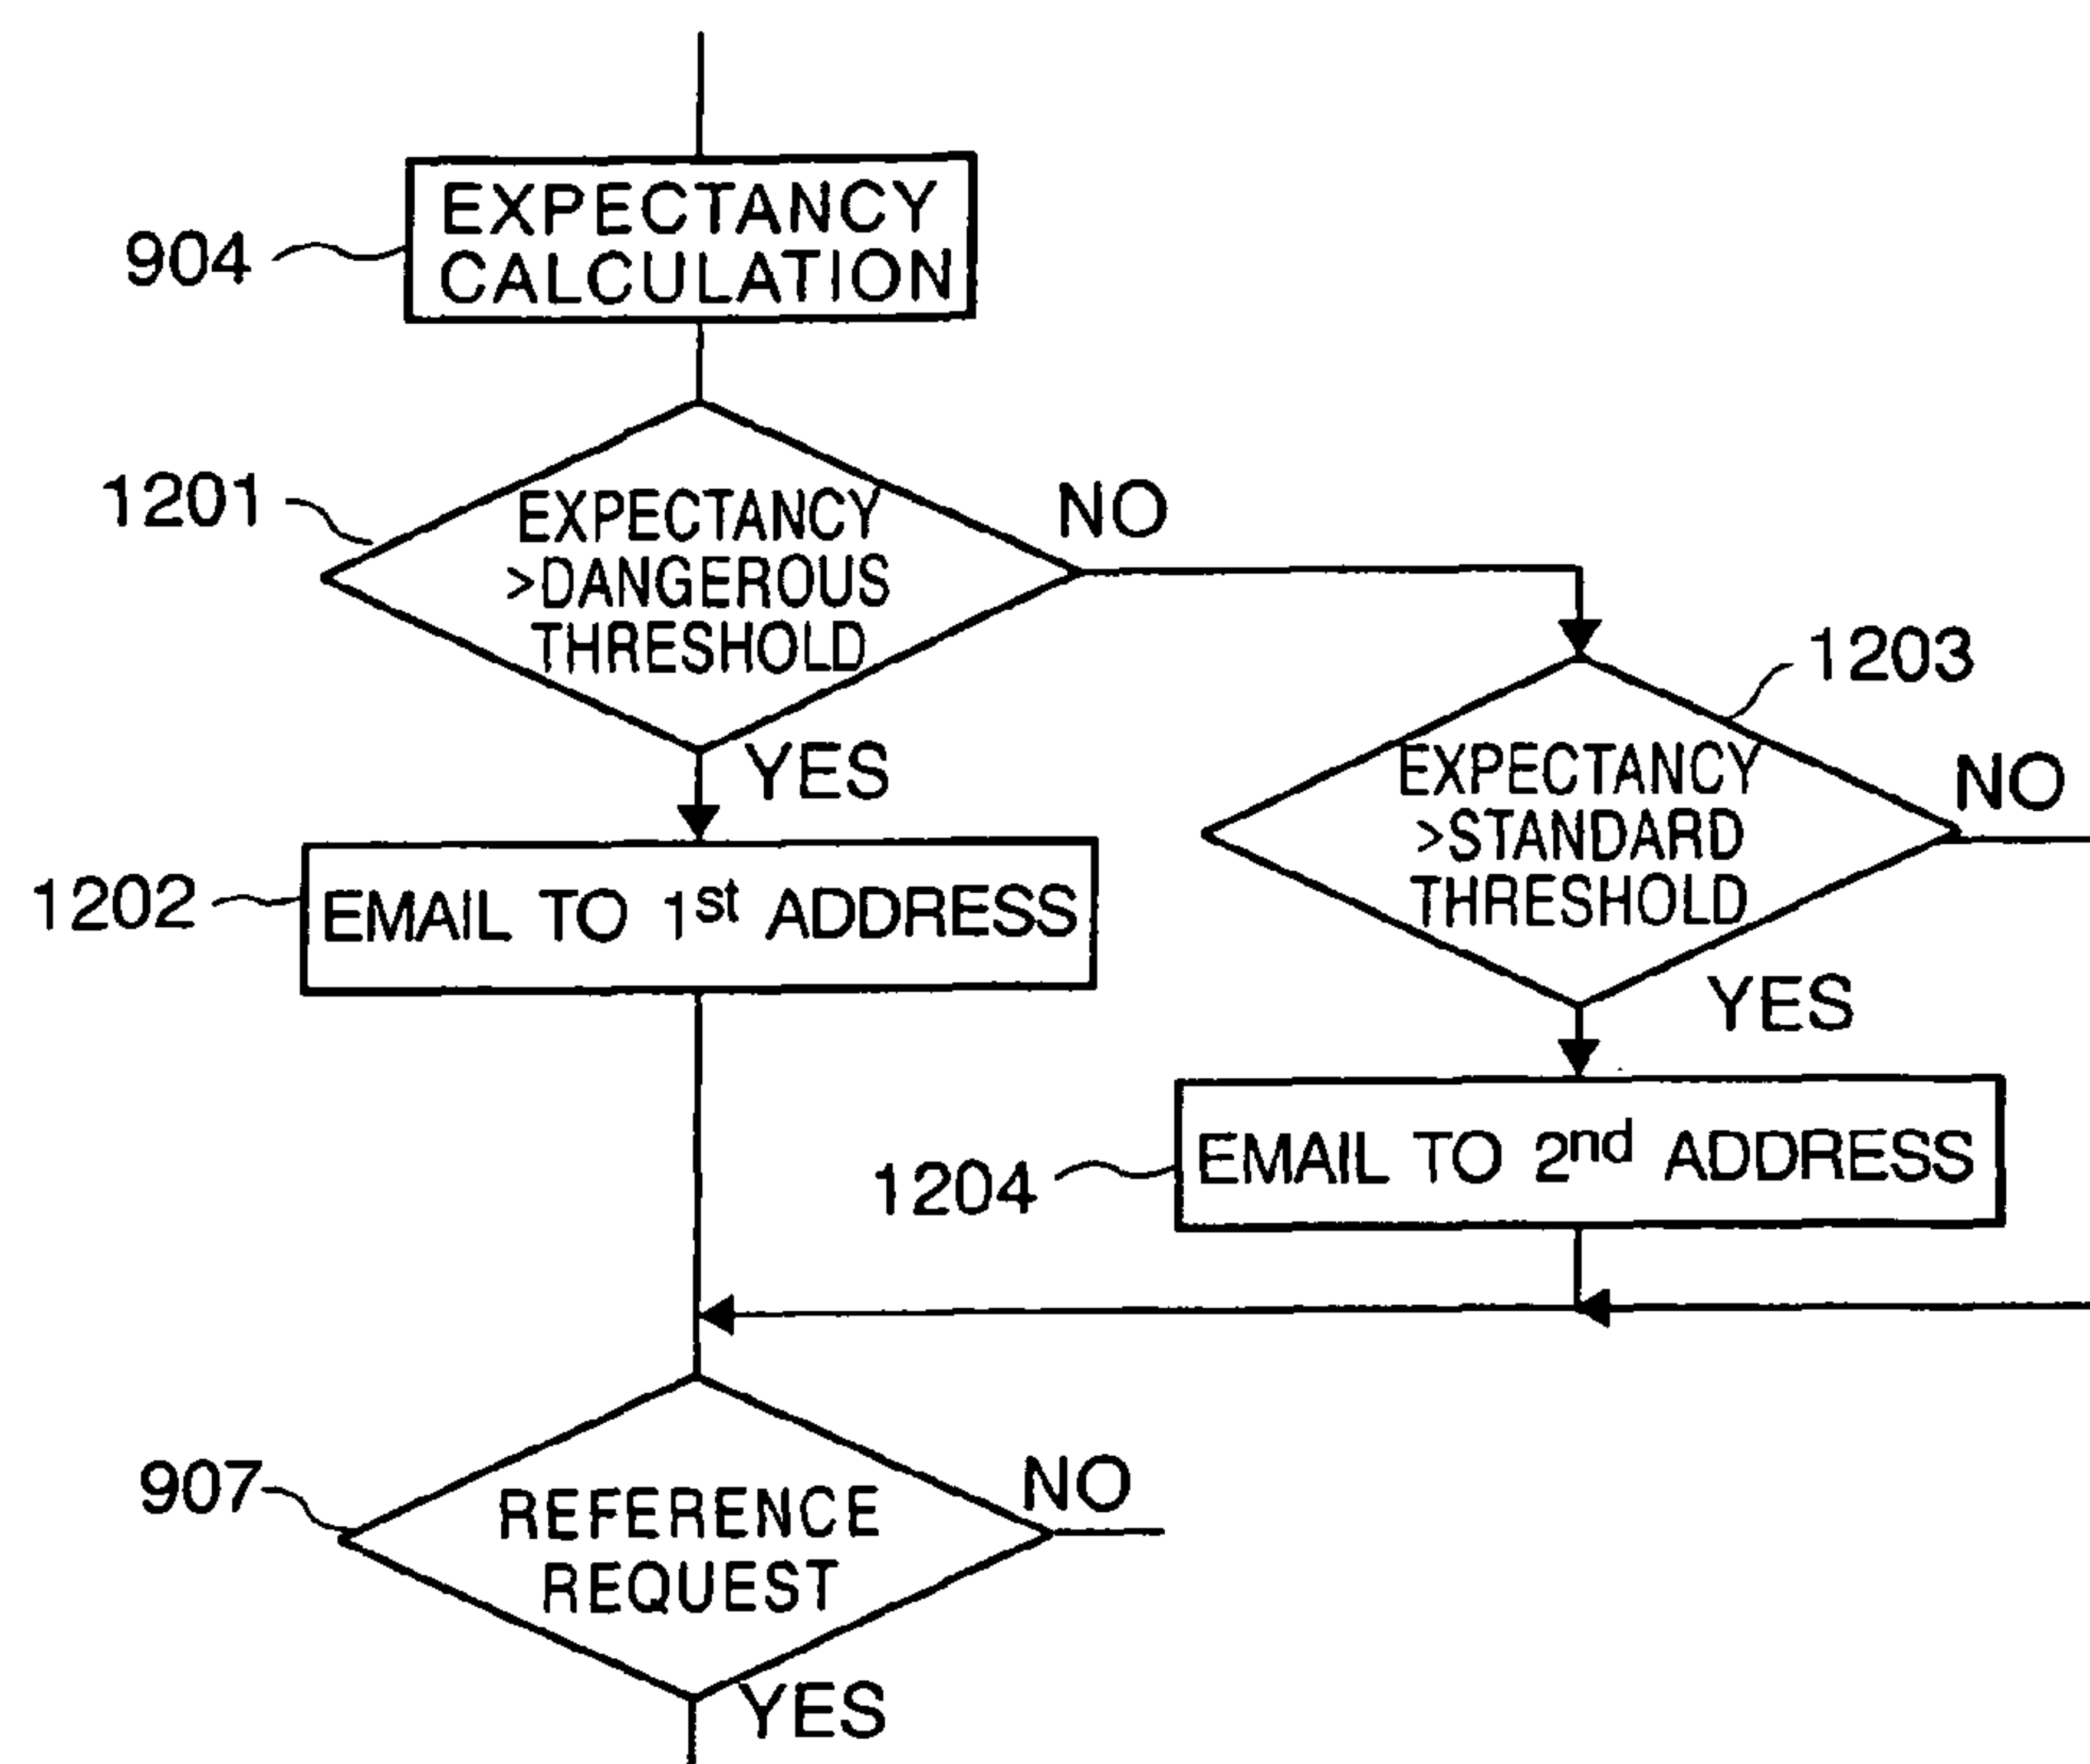 EXPECTANCY
CALCULATION
904
1201
EXPECTANCY
>DANGEROUS
THRESHOLD
NO
YES
1203
EXPECTANCY
>STANDARD
THRESHOLD
NO
YES
1202
EMAIL TO 1st ADDRESS
1204
EMAIL TO 2nd ADDRESS
907
REFERENCE
REQUEST
NO
YES